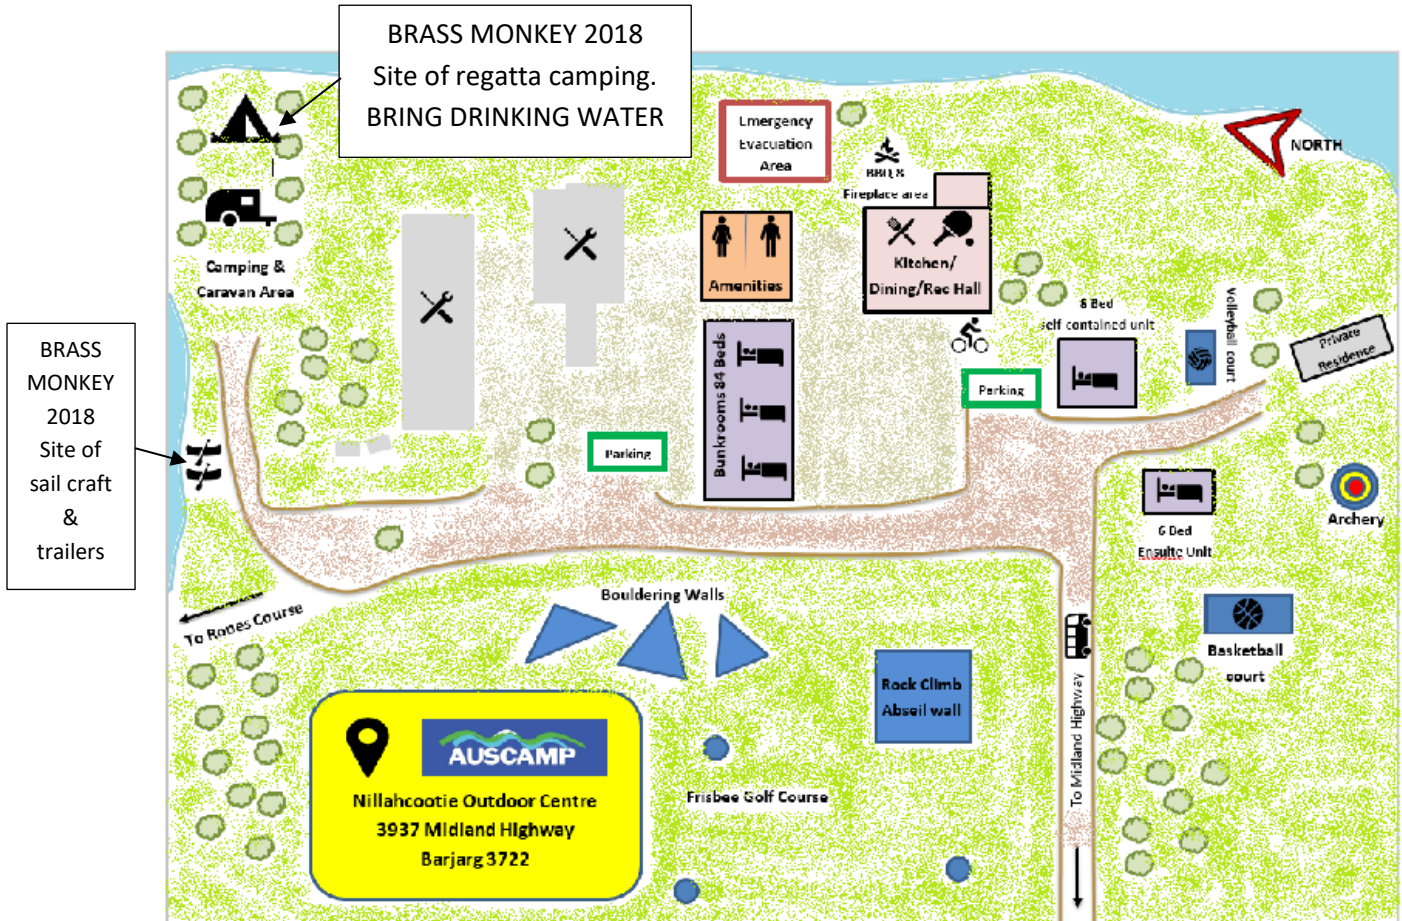 BRASS MONKEY 2018
Site of regatta camping.
BRING DRINKING WATER
Emergency
Evacuation
Area
NORTH
BBQ &
Fireplace area
Camping &
Caravan Area
Amenities
Kitchen/
Dining/Rec Hall
8 Bed
self contained unit
Volleyball court
Private
Residence
BRASS
MONKEY
2018
Site of
sail craft
&
trailers
Bunkrooms 84 Beds
Parking
Parking
Archery
6 Bed
Ensuite Unit
To Ropes Course
Bouldering Walls
Basketball
court
Rock Climb
Abseil wall
To Midland Highway
AUSCAMP
Nillahcootie Outdoor Centre
3937 Midland Highway
Barjarg 3722
Frisbee Golf Course